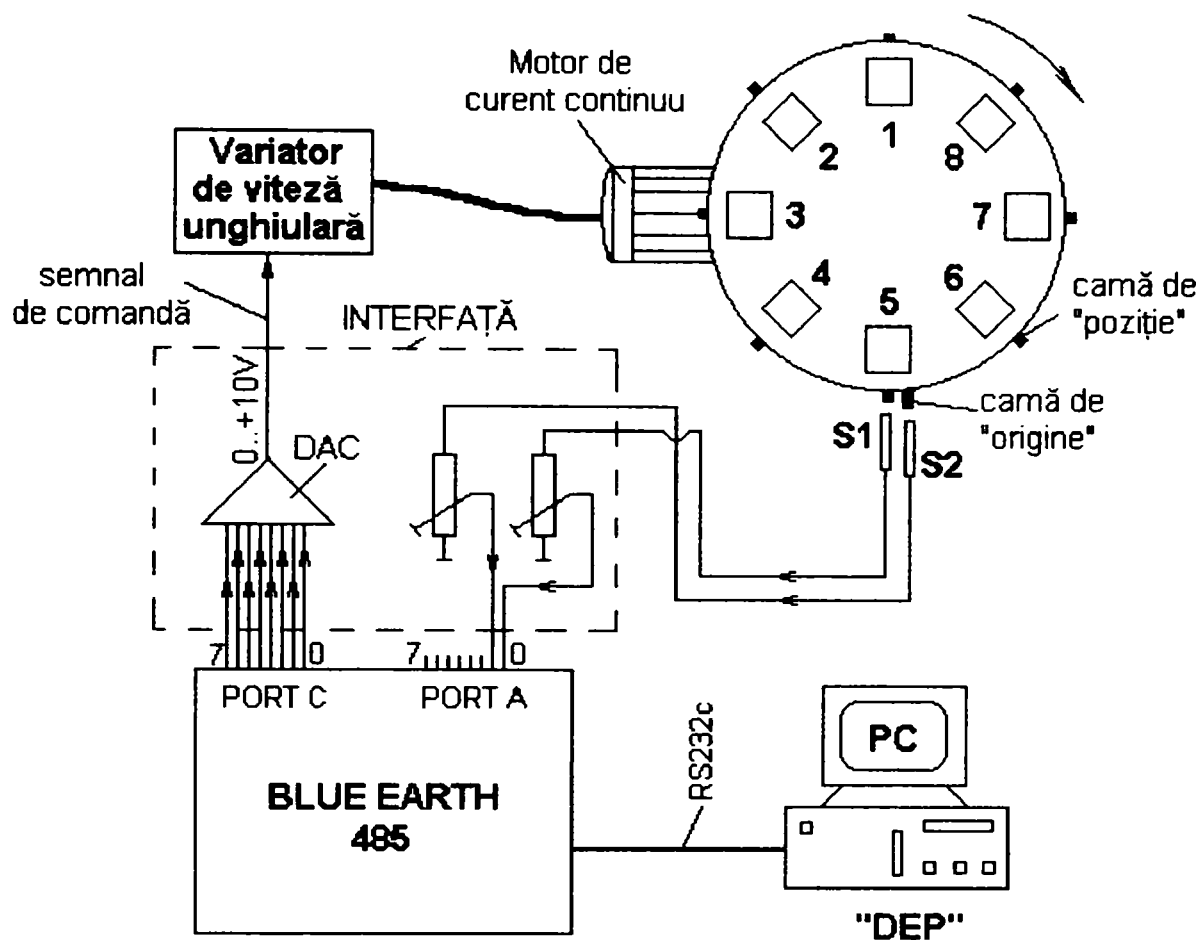 Motor de
curent continuu
Variator
de viteză
unghiulară
semnal
de comandă
INTERFAȚĂ
0...+10V
DAC
1
2
3
4
5
6
7
8
camă de
"poziție"
camă de
"origine"
S1
S2
7
0
7
0
PORT C
PORT A
BLUE EARTH
485
RS232c
PC
"DEP"